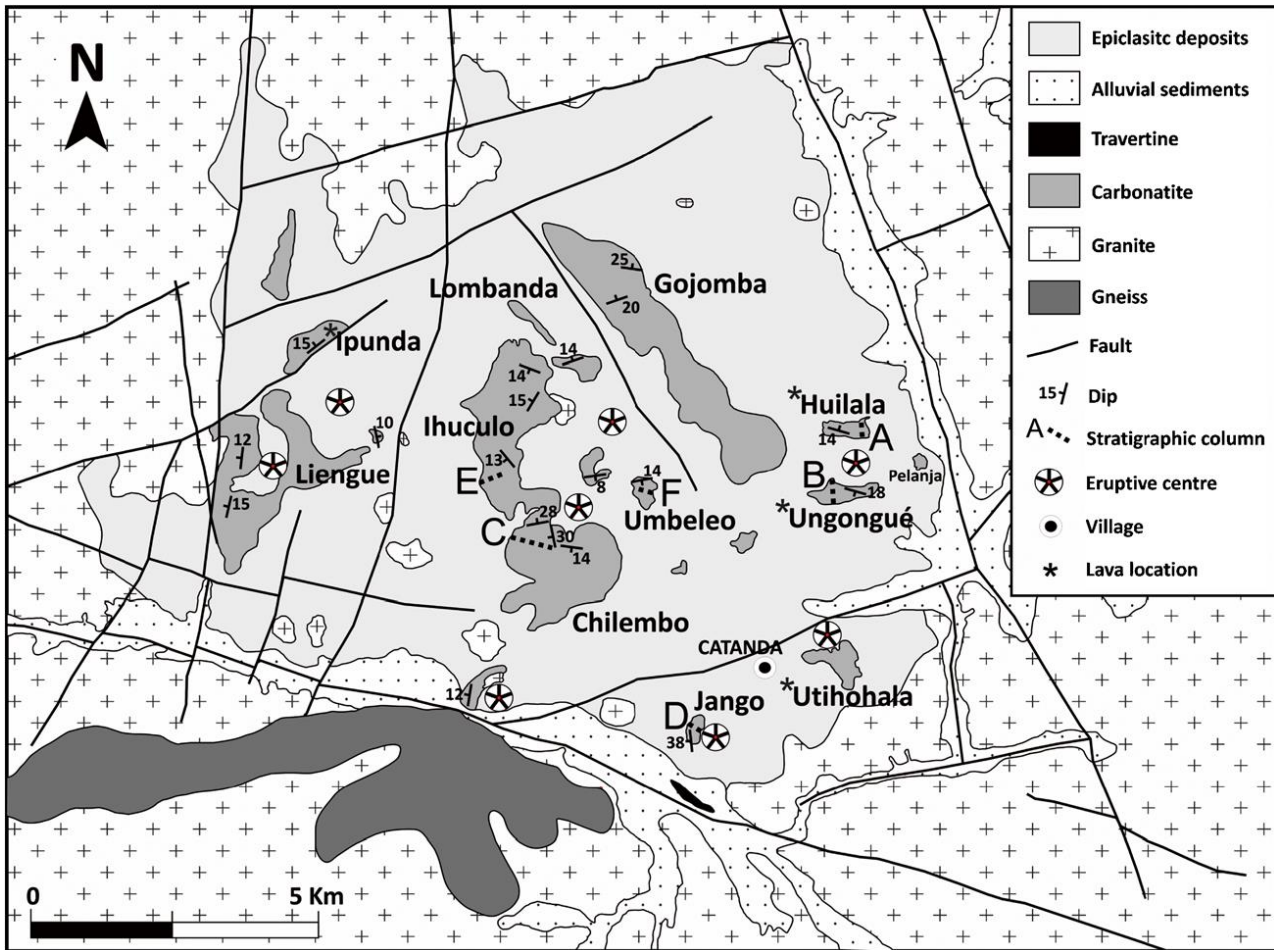 N
Lombanda
Gojomba
25
20
14
14
15
*Ipunda
15
Ihuculo
10
12
Liengue
15
13
E
8
14
F
Umbeleo
*Huilala
14
A
B
Pelanja
18
*Ungongué
C
28
30
14
Chilembo
CATANDA
*Utihohala
12
Jango
D
38
0
5 Km
Epiclasitc deposits
Alluvial sediments
Travertine
Carbonatite
Granite
Gneiss
Fault
15 Dip
A Stratigraphic column
Eruptive centre
Village
* Lava location